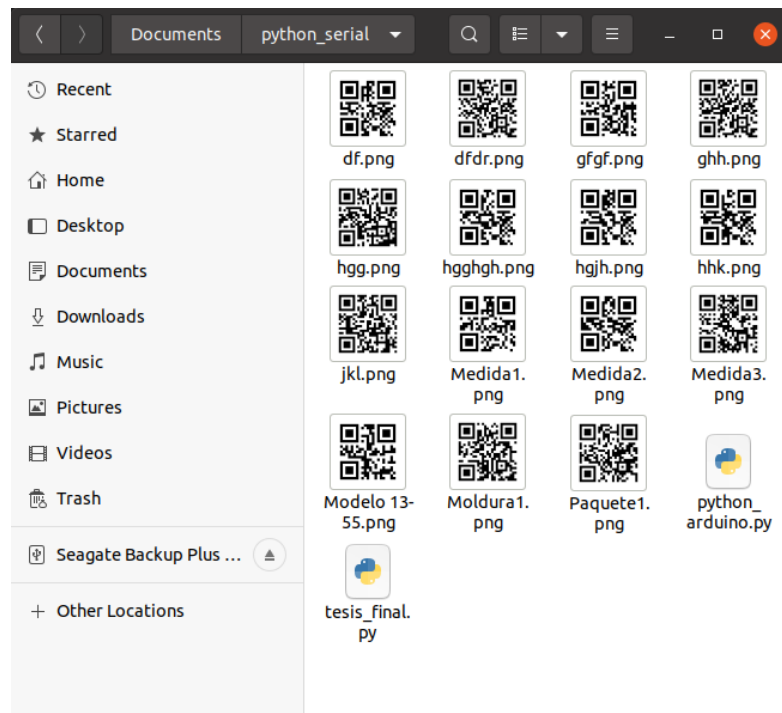 Documents
python_serial
Recent
Starred
Home
Desktop
Documents
Downloads
Music
Pictures
Videos
Trash
Seagate Backup Plus ...
Other Locations
df.png
dfdr.png
gfgf.png
ghh.png
hgg.png
hgghgh.png
hgjh.png
hhk.png
jkl.png
Medida1.
png
Medida2.
png
Medida3.
png
Modelo 13-
55.png
Moldura1.
png
Paquete1.
png
python_
arduino.py
tesis_final.
py